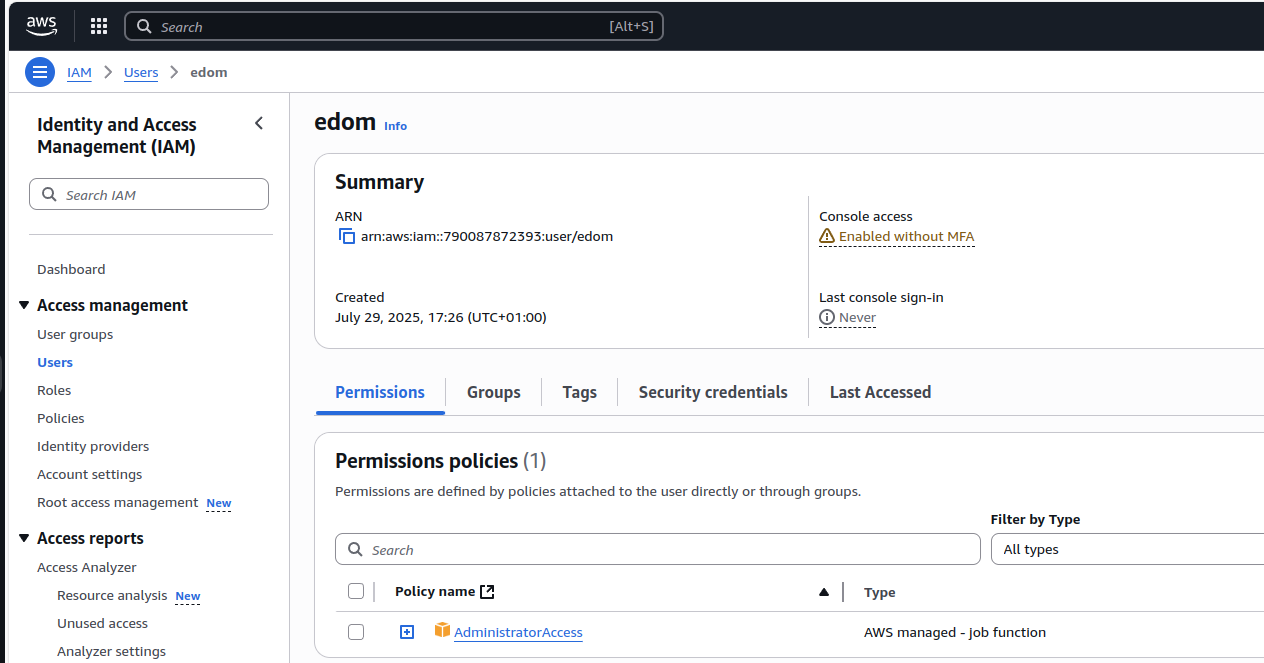 aws
Search [Alt+S]
IAM Users edom
Identity and Access
Management (IAM)
Search IAM
Dashboard
Access management
User groups
Users
Roles
Policies
Identity providers
Account settings
Root access management New
Access reports
Access Analyzer
Resource analysis New
Unused access
Analyzer settings
edom Info
Summary
ARN
arn:aws:iam::790087872393:user/edom
Console access
Enabled without MFA
Created
July 29, 2025, 17:26 (UTC+01:00)
Last console sign-in
Never
Permissions Groups Tags Security credentials Last Accessed
Permissions policies (1)
Permissions are defined by policies attached to the user directly or through groups.
Filter by Type
Search All types
Policy name Type
AdministratorAccess AWS managed - job function